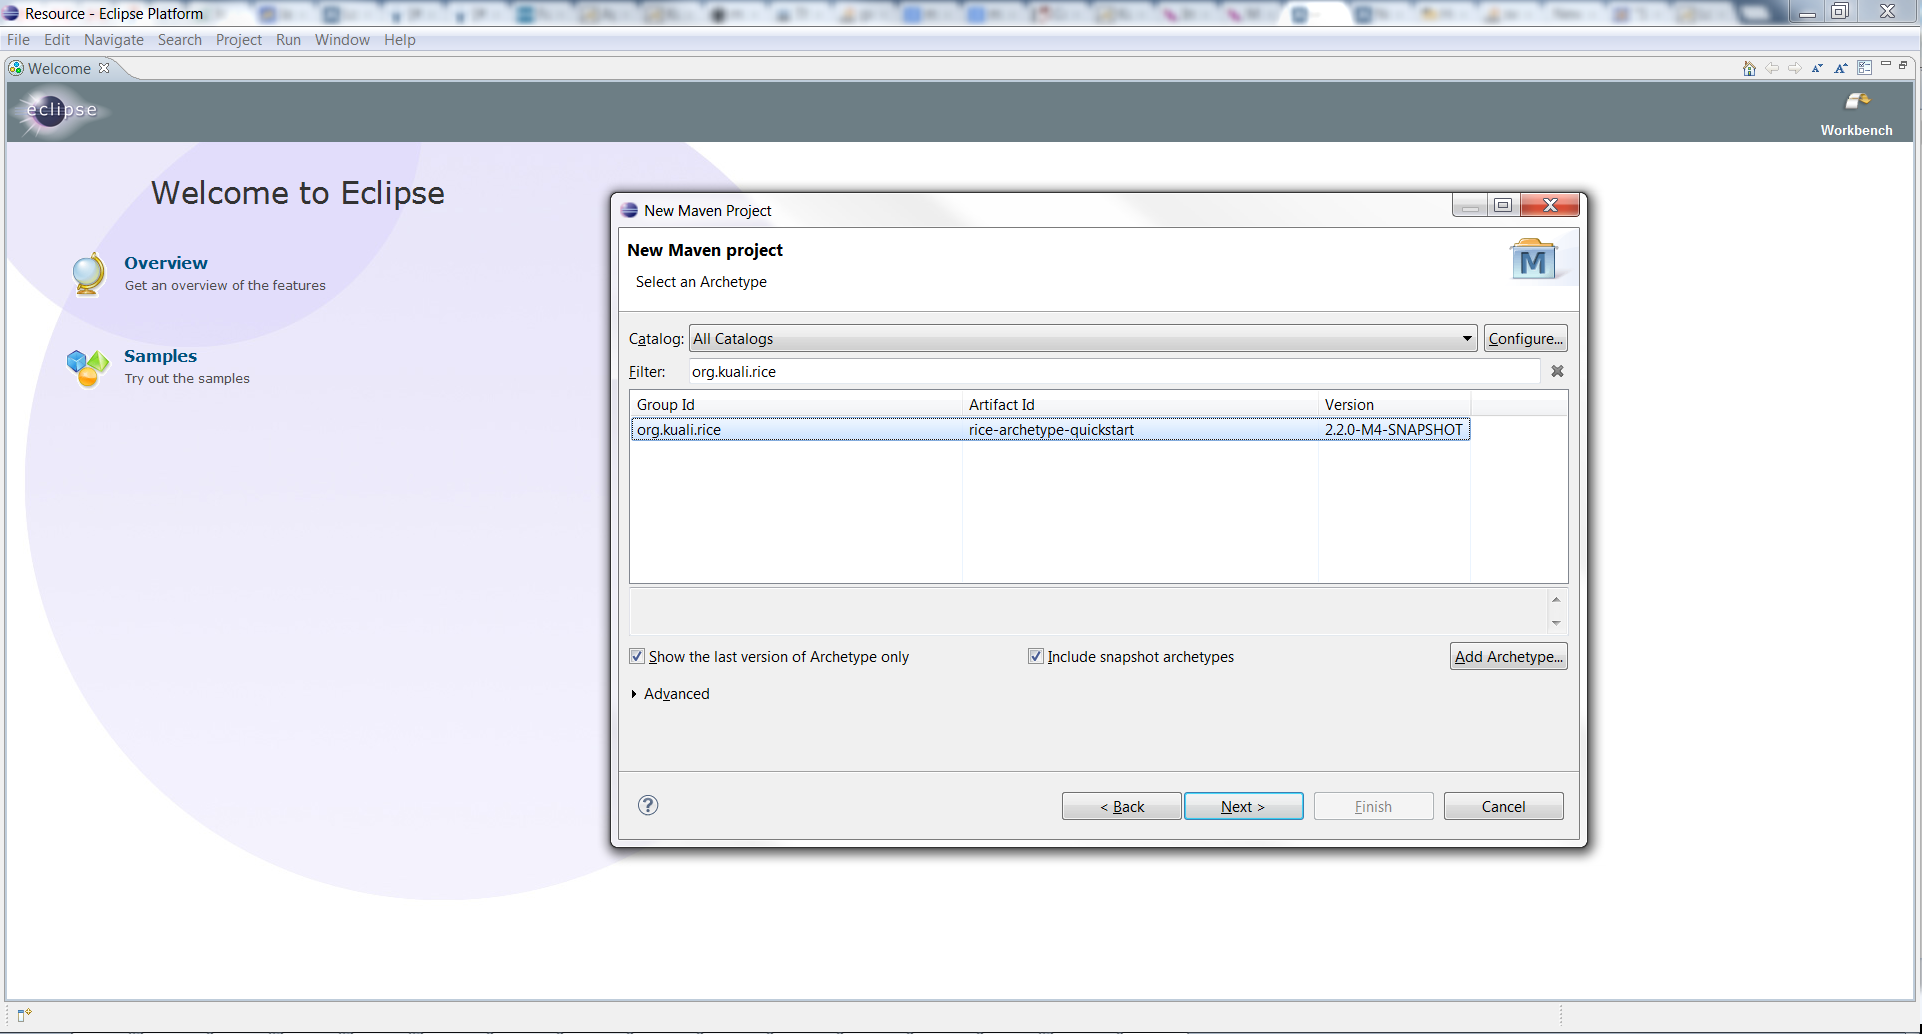 Resource - Eclipse Platform
File Edit Navigate Search Project Run Window Help
Welcome
eclipse
Workbench
Welcome to Eclipse
Overview
Get an overview of the features
Samples
Try out the samples
New Maven Project
New Maven project
Select an Archetype
M
Catalog: All Catalogs Configure...
Filter: org.kuali.rice
Group Id Artifact Id Version
org.kuali.rice rice-archetype-quickstart 2.2.0-M4-SNAPSHOT
Show the last version of Archetype only Include snapshot archetypes Add Archetype...
Advanced
? < Back Next > Finish Cancel